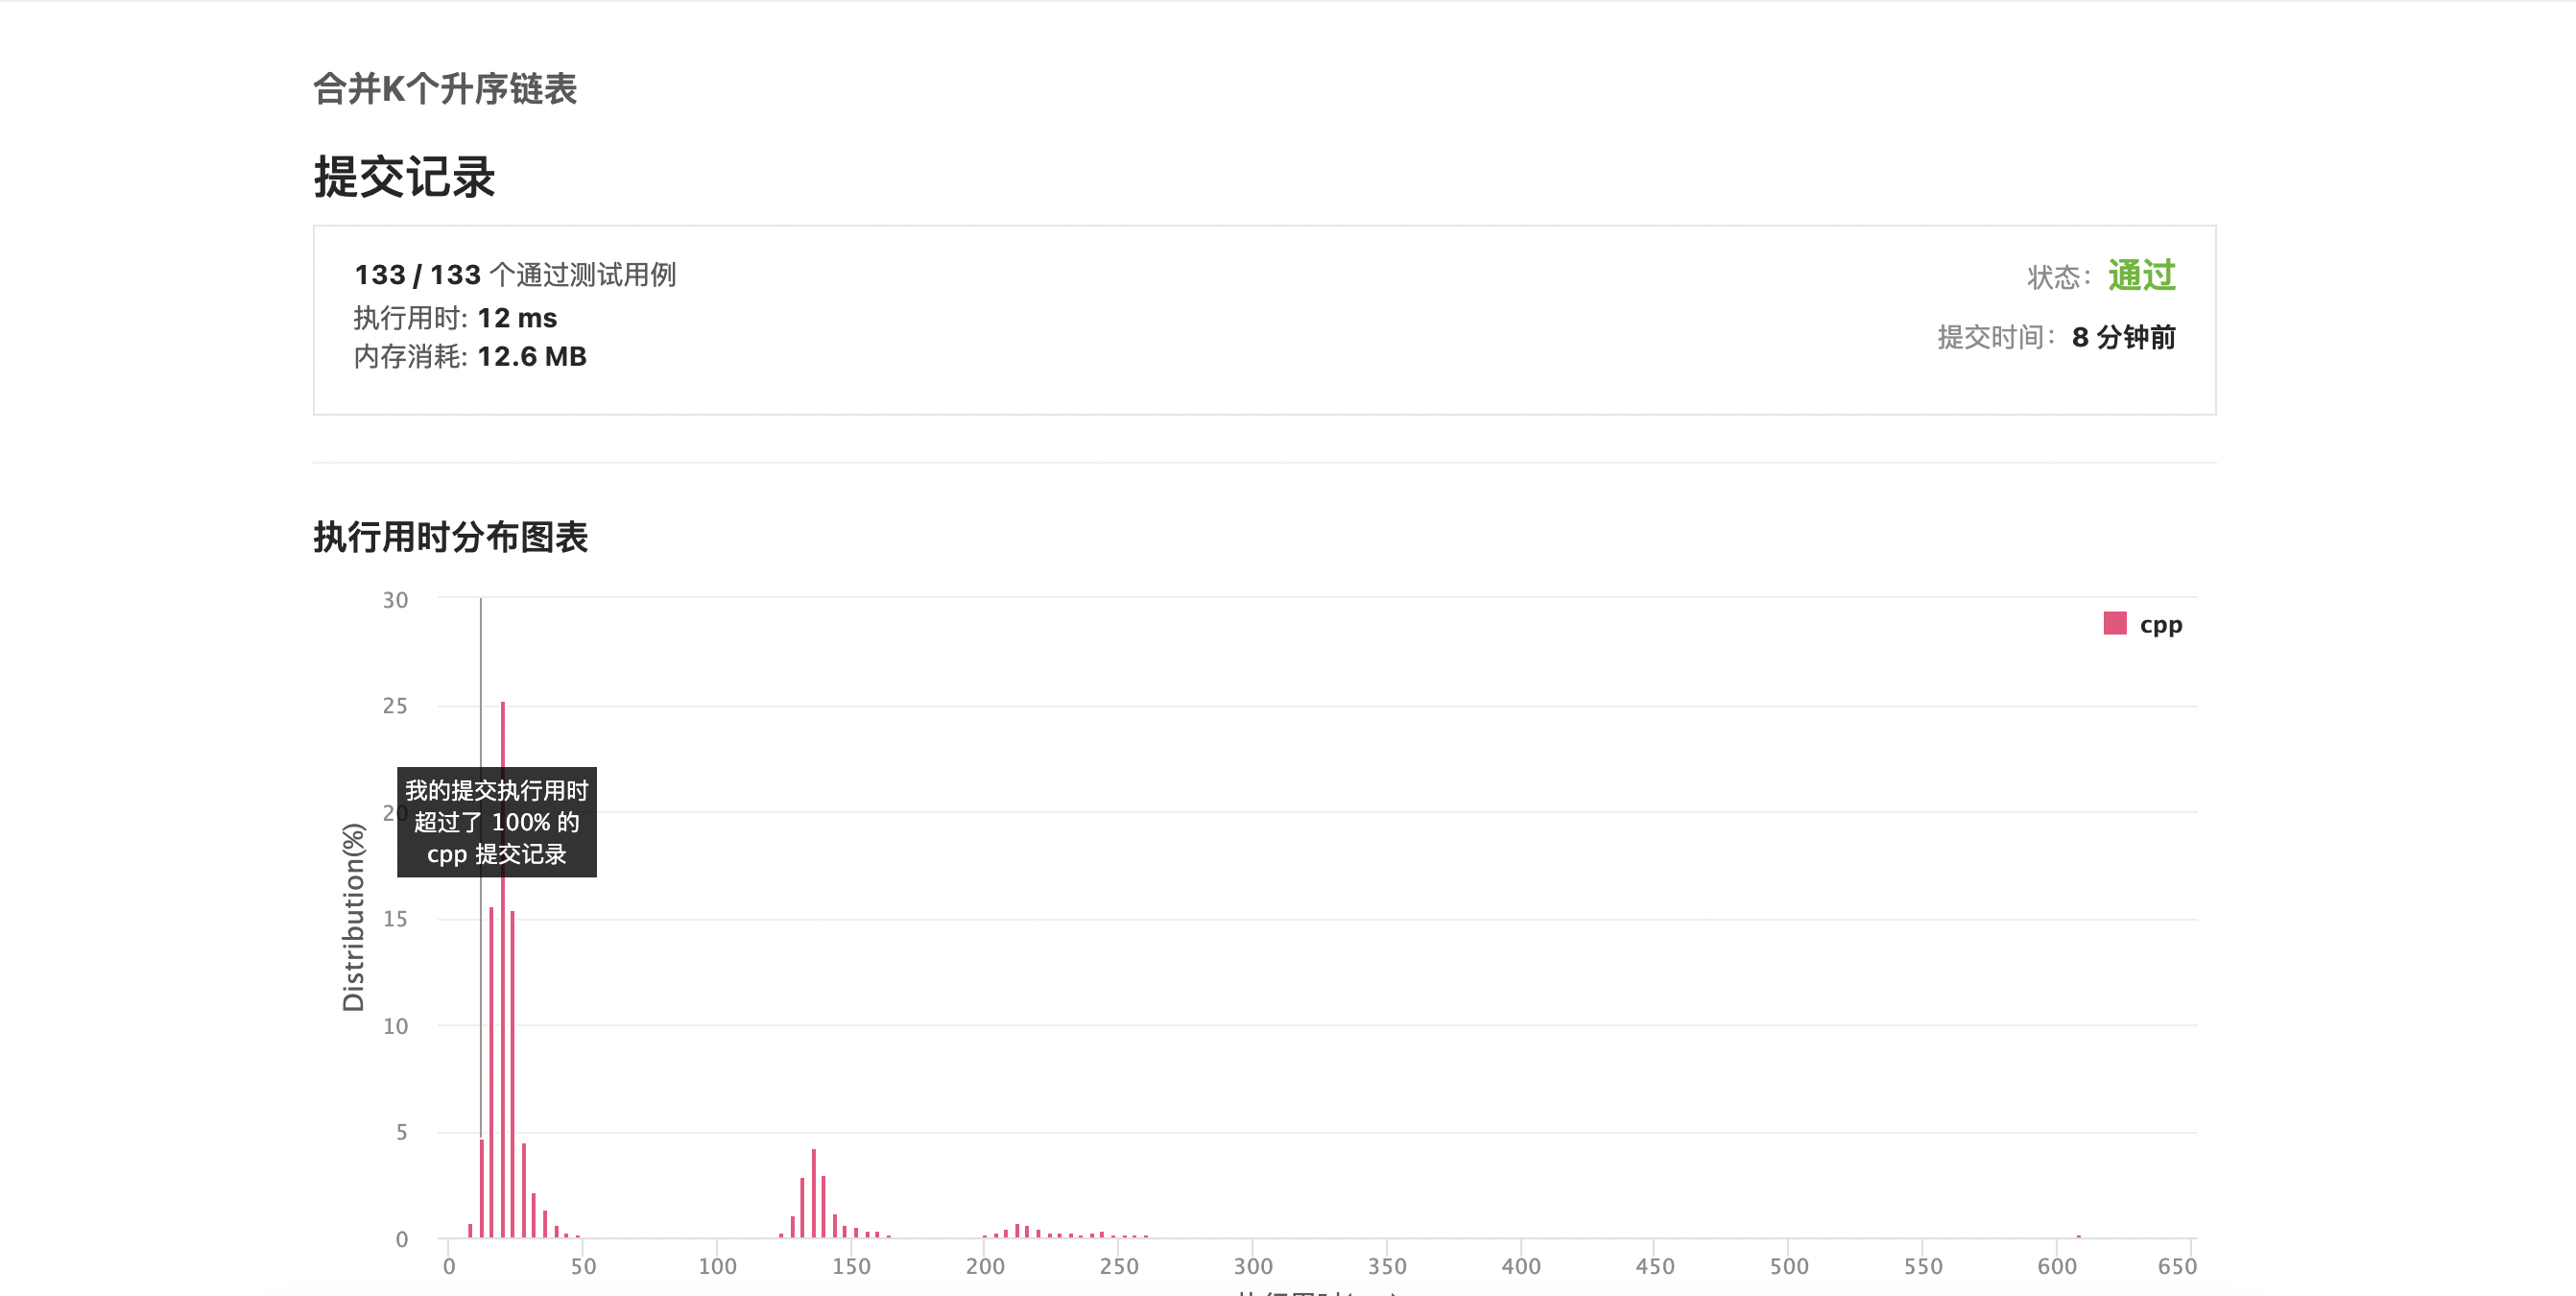 合并K个升序链表
提交记录
133 / 133 个通过测试用例
状态： 通过
执行用时: 12 ms
提交时间： 8 分钟前
内存消耗: 12.6 MB
执行用时分布图表
30
cpp
25
我的提交执行用时
20
超过了 100% 的
cpp 提交记录
Distribution(%)
15
10
5
0
0 50 100 150 200 250 300 350 400 450 500 550 600 650